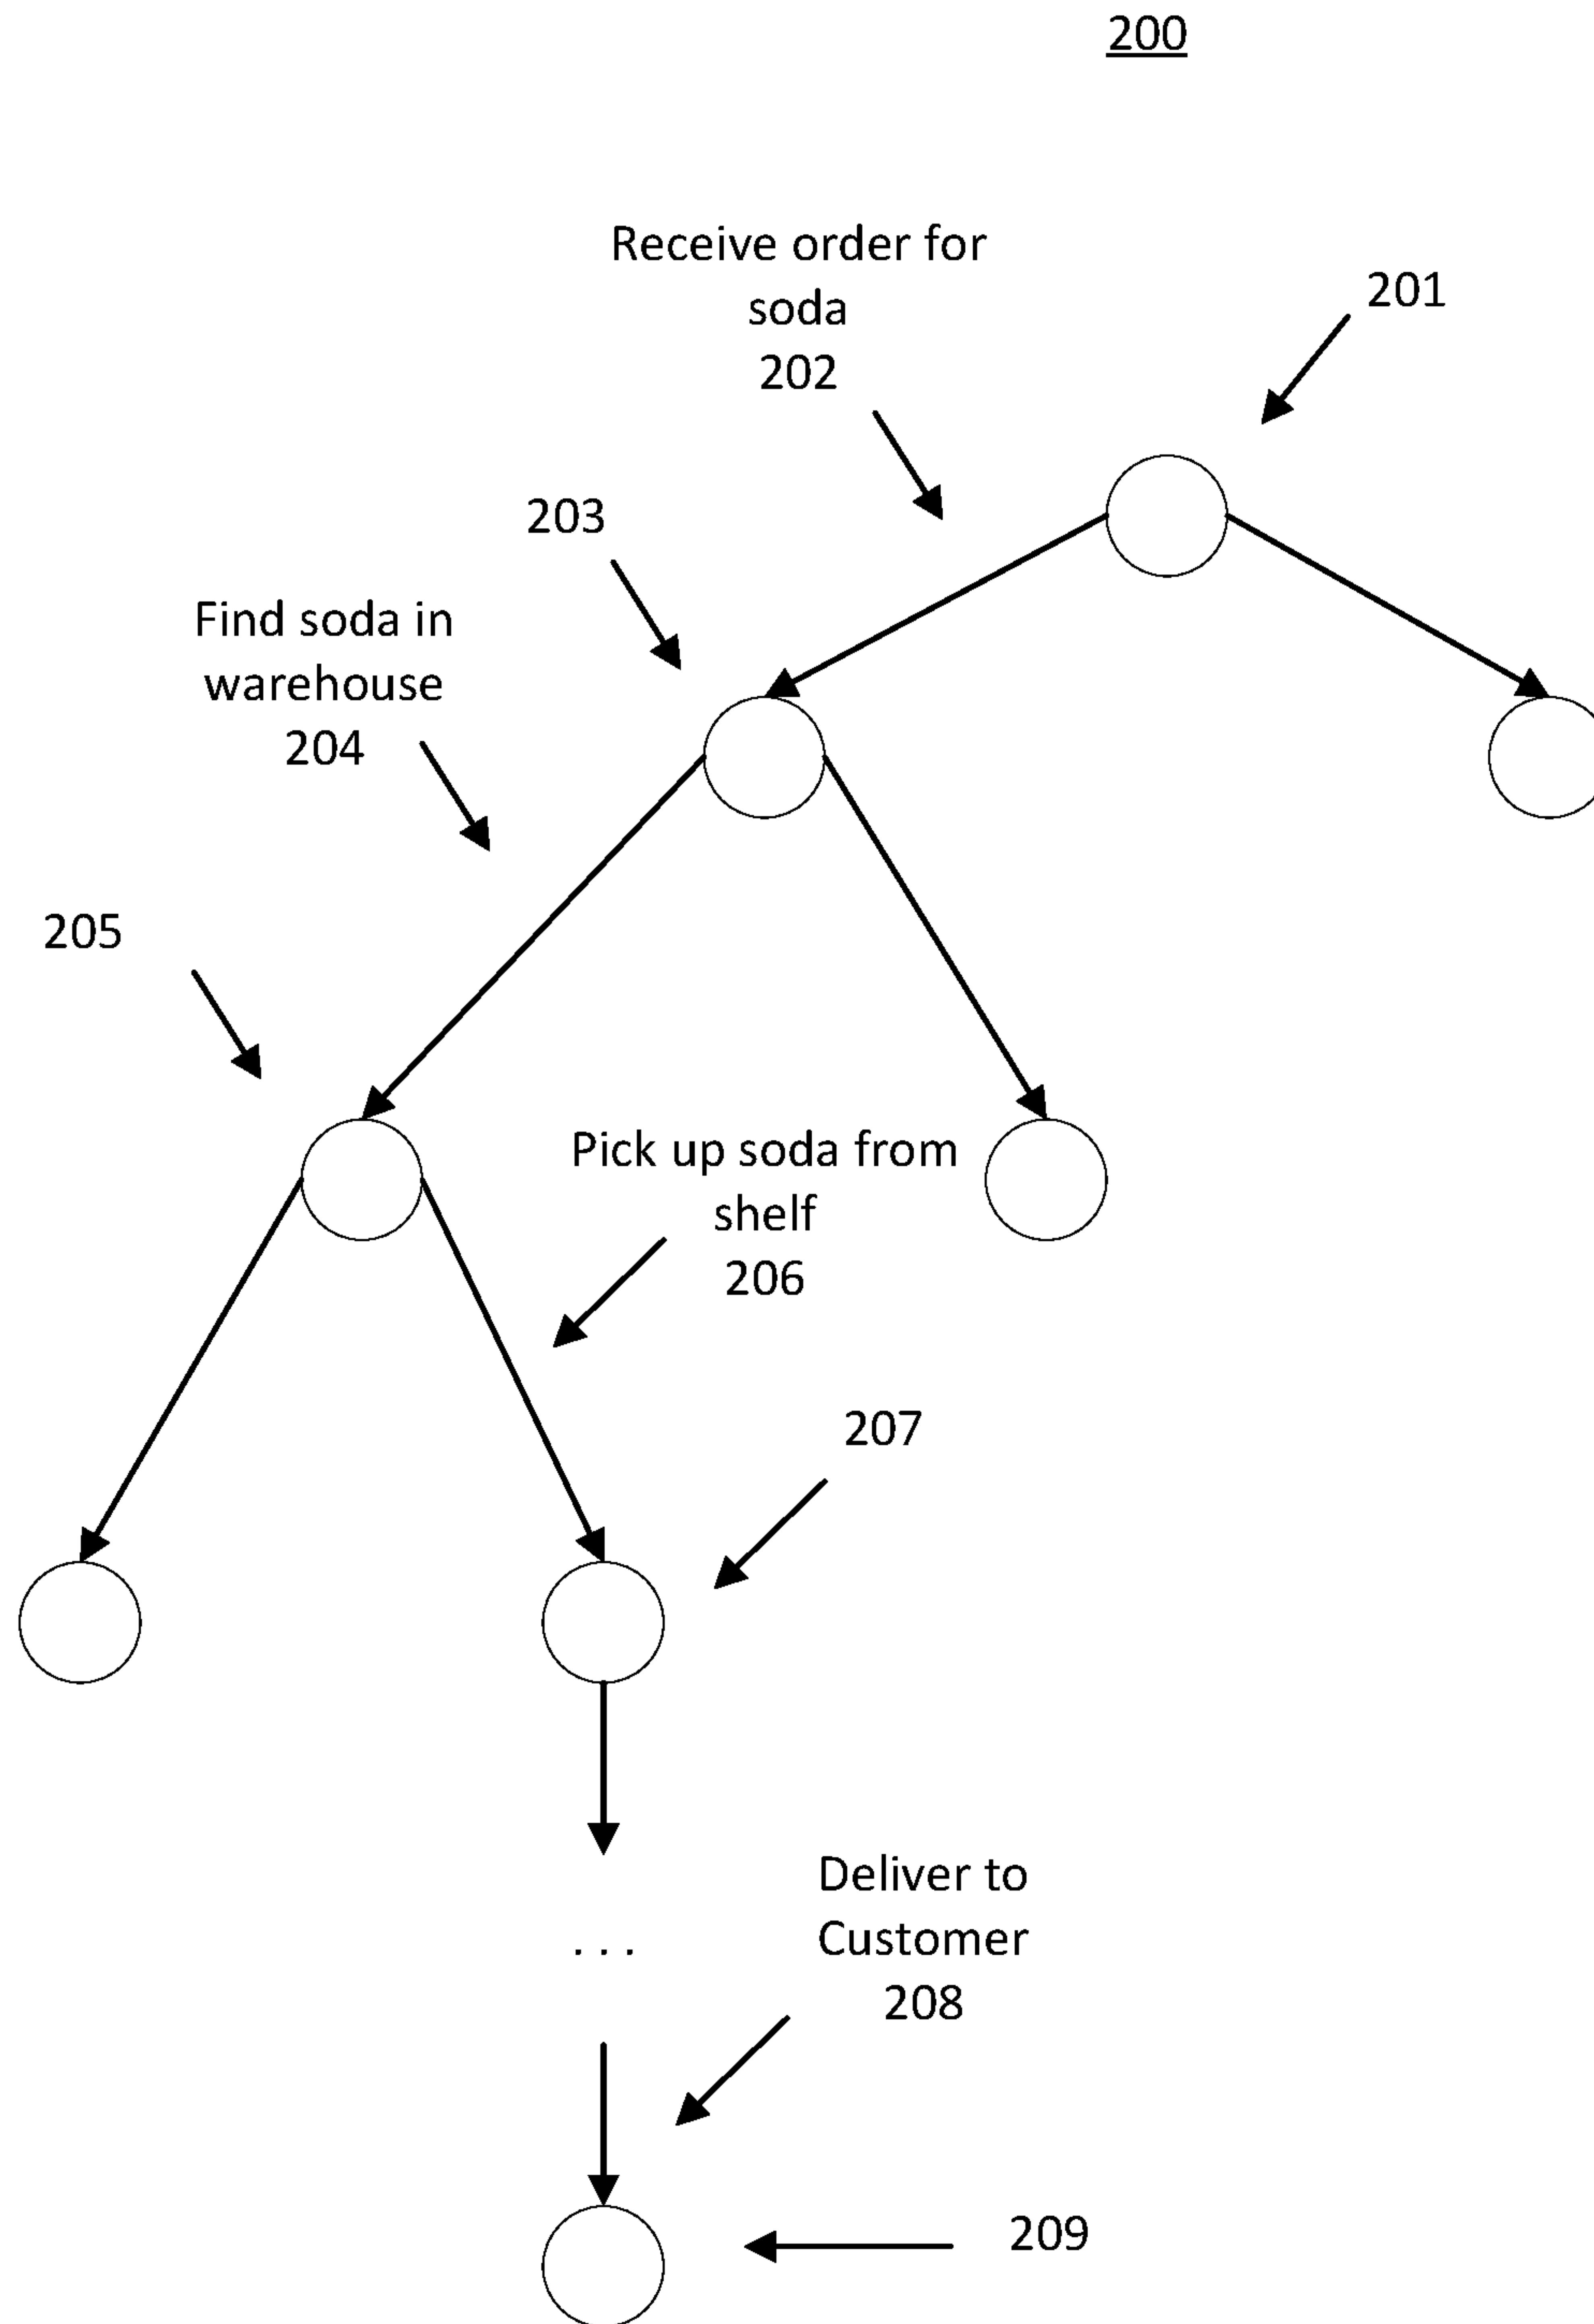 200
Receive order for
soda
202
201
203
Find soda in
warehouse
204
205
Pick up soda from
shelf
206
207
Deliver to
Customer
208
. . .
209